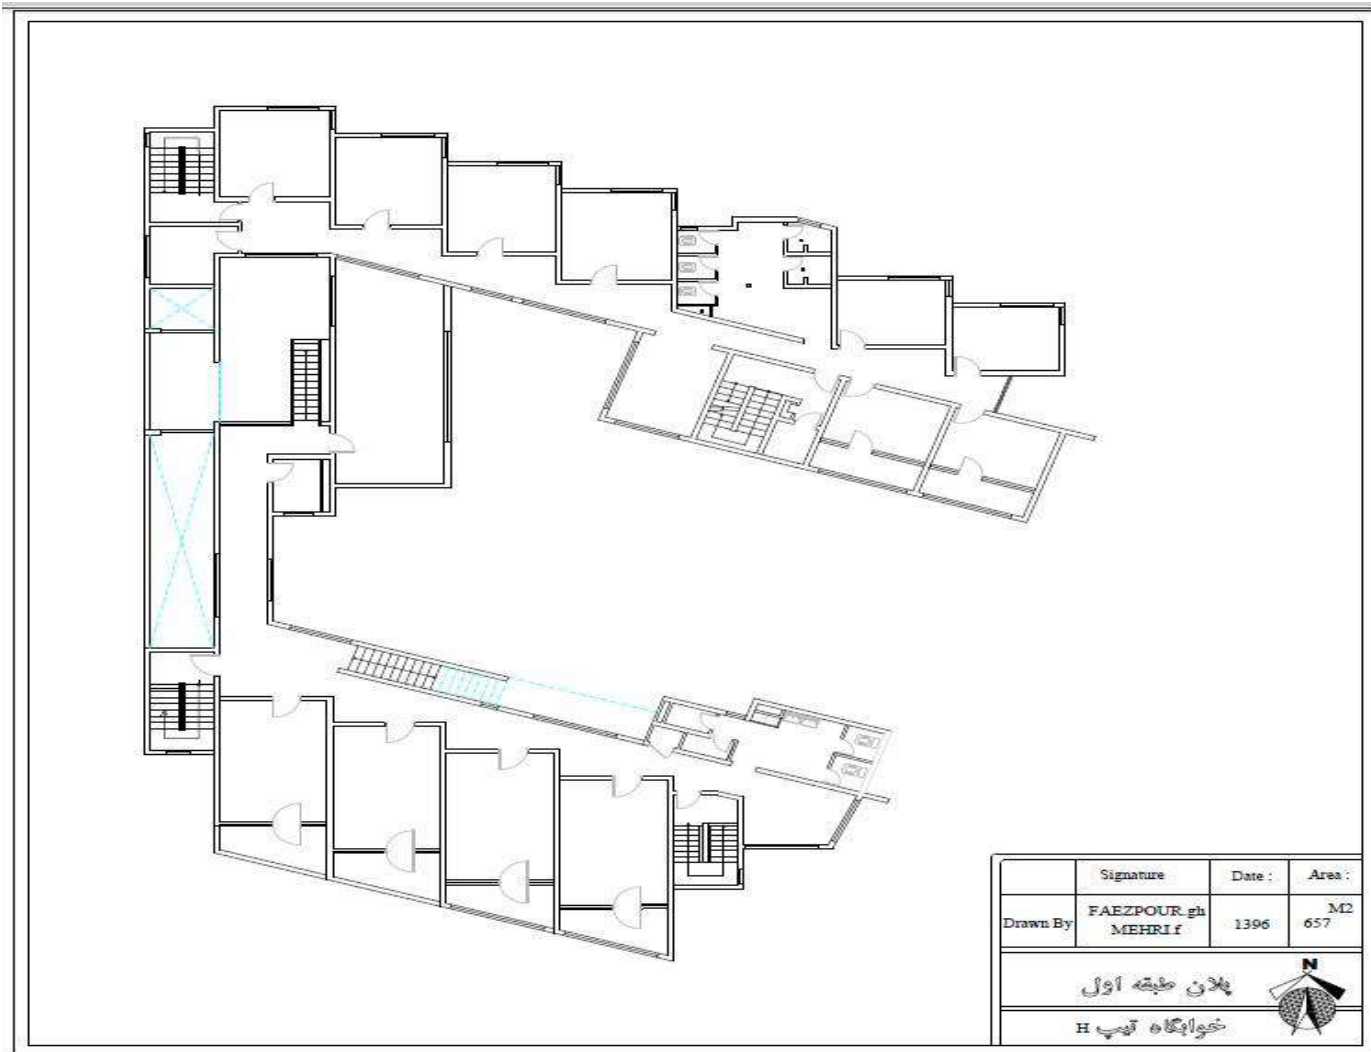 Signature Date : Area :
Drawn By FAEZPOUR.gh MEHRI.f 1396 M2 657
N
پلان طبقه اول
خوابگاه تیپ H